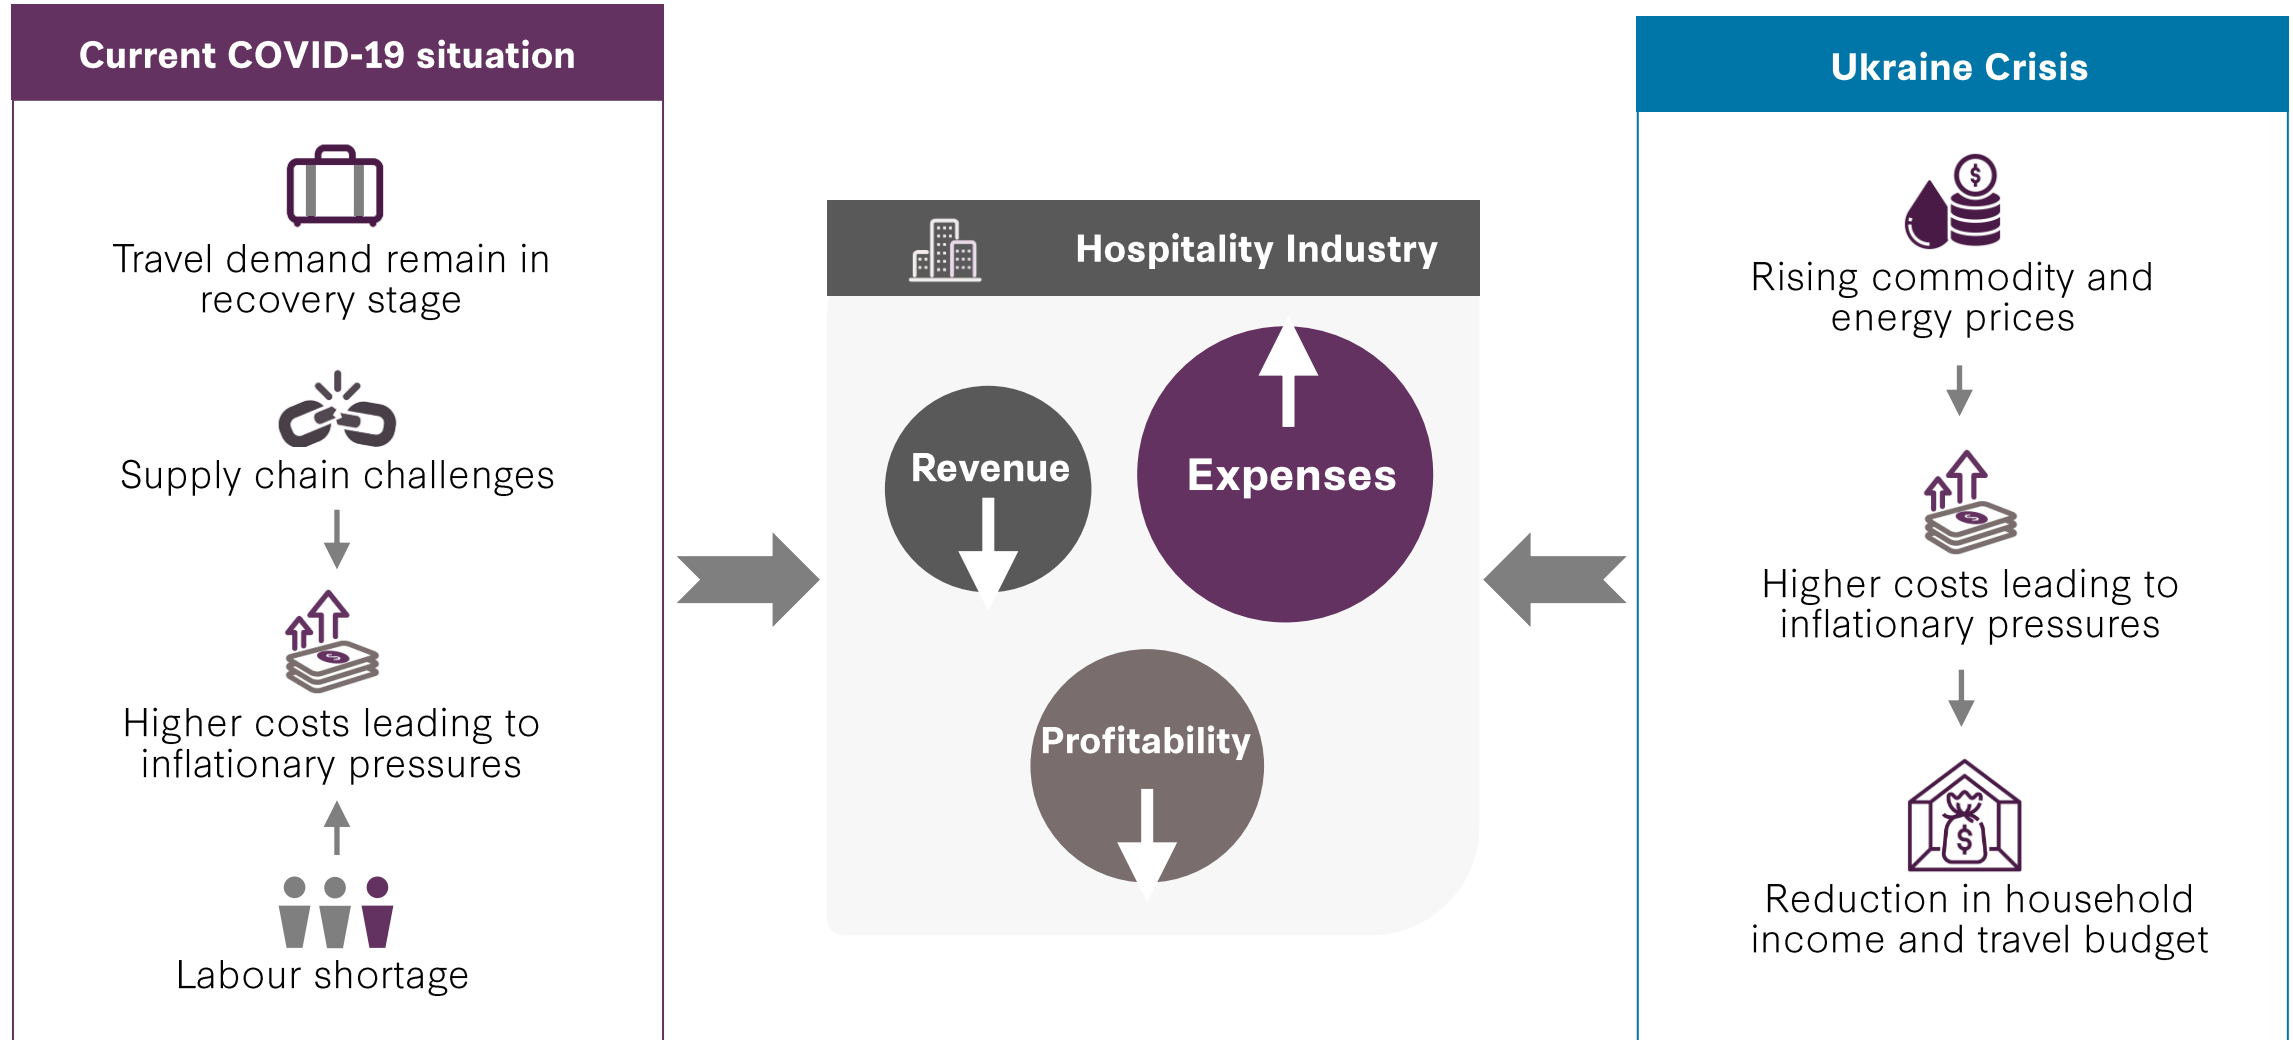 Current COVID-19 situation
Travel demand remain in
recovery stage
Supply chain challenges
Higher costs leading to
inflationary pressures
Labour shortage
Hospitality Industry
Revenue
Expenses
Profitability
Ukraine Crisis
$
Rising commodity and
energy prices
Higher costs leading to
inflationary pressures
$
Reduction in household
income and travel budget